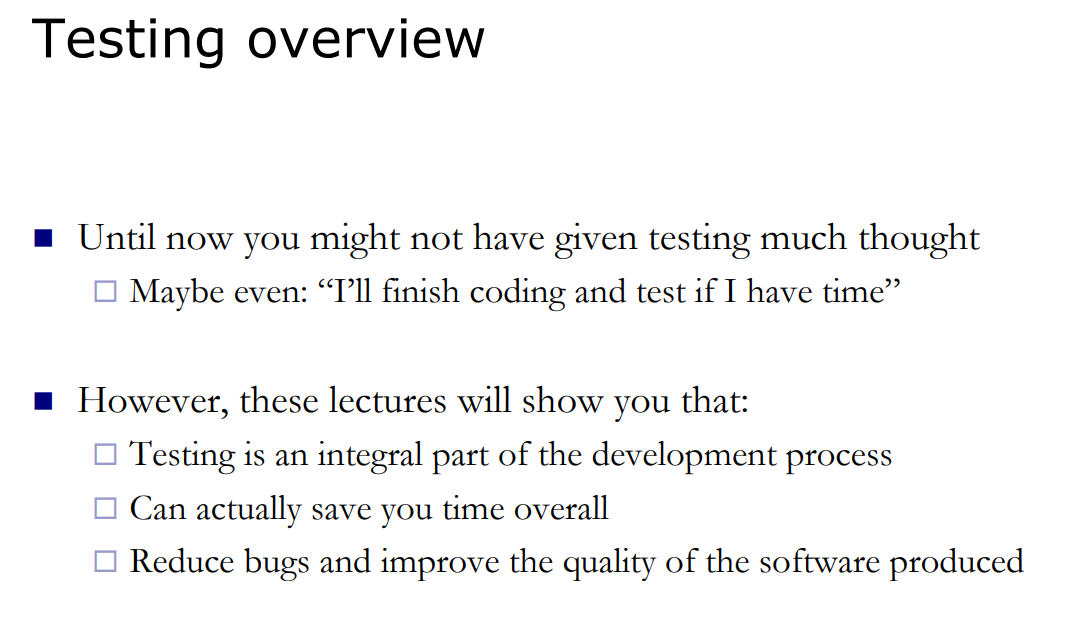 Testing overview
Until now you might not have given testing much thought
Maybe even: “I’ll finish coding and test if I have time”
However, these lectures will show you that:
Testing is an integral part of the development process
Can actually save you time overall
Reduce bugs and improve the quality of the software produced